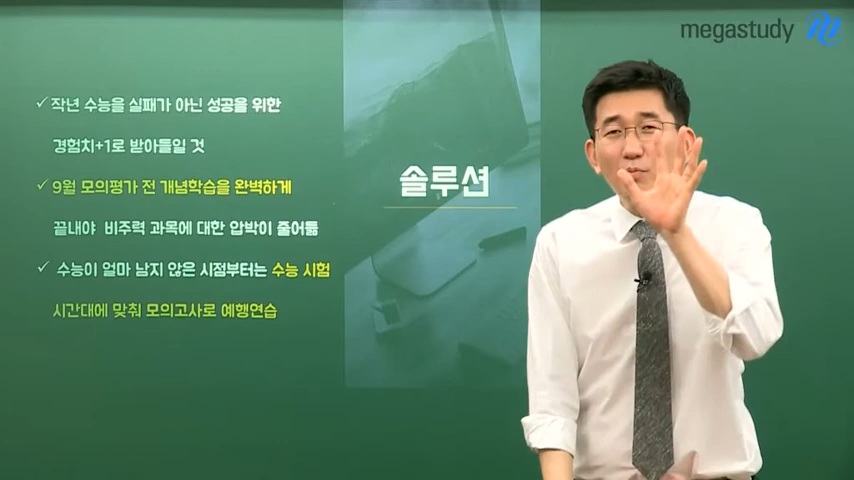 megastudy
✓작년 수능을 실패가 아닌 성공을 위한
경험치+1로 받아들일 것
✓9월 모의평가 전 개념학습을 완벽하게
끝내야 비주력 과목에 대한 압박이 줄어듦
✓ 수능이 얼마 남지 않은 시점부터는 수능 시험
시간대에 맞춰 모의고사로 예행연습
솔루션